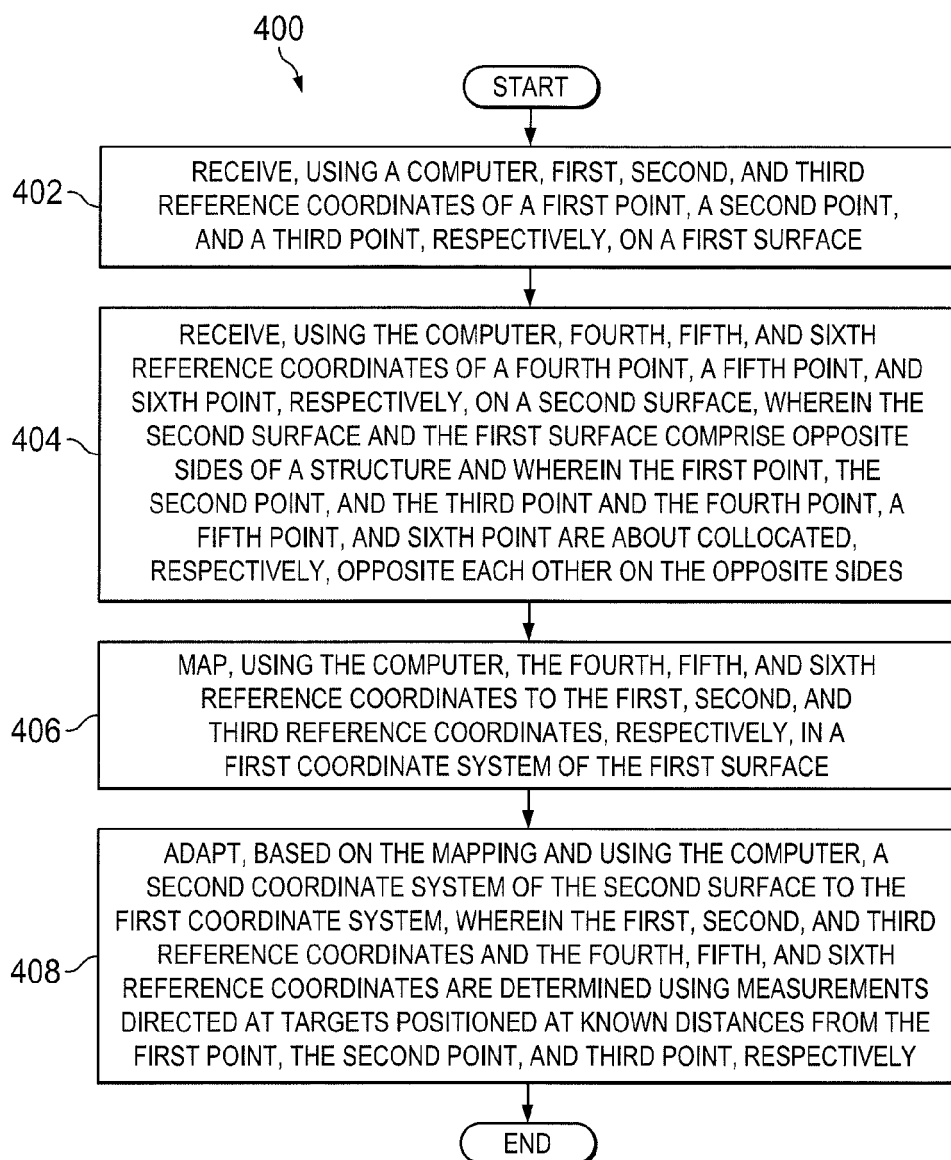 400
START
402
RECEIVE, USING A COMPUTER, FIRST, SECOND, AND THIRD
REFERENCE COORDINATES OF A FIRST POINT, A SECOND POINT,
AND A THIRD POINT, RESPECTIVELY, ON A FIRST SURFACE
404
RECEIVE, USING THE COMPUTER, FOURTH, FIFTH, AND SIXTH
REFERENCE COORDINATES OF A FOURTH POINT, A FIFTH POINT, AND
SIXTH POINT, RESPECTIVELY, ON A SECOND SURFACE, WHEREIN THE
SECOND SURFACE AND THE FIRST SURFACE COMPRISE OPPOSITE
SIDES OF A STRUCTURE AND WHEREIN THE FIRST POINT, THE
SECOND POINT, AND THE THIRD POINT AND THE FOURTH POINT, A
FIFTH POINT, AND SIXTH POINT ARE ABOUT COLLOCATED,
RESPECTIVELY, OPPOSITE EACH OTHER ON THE OPPOSITE SIDES
406
MAP, USING THE COMPUTER, THE FOURTH, FIFTH, AND SIXTH
REFERENCE COORDINATES TO THE FIRST, SECOND, AND
THIRD REFERENCE COORDINATES, RESPECTIVELY, IN A
FIRST COORDINATE SYSTEM OF THE FIRST SURFACE
408
ADAPT, BASED ON THE MAPPING AND USING THE COMPUTER, A
SECOND COORDINATE SYSTEM OF THE SECOND SURFACE TO THE
FIRST COORDINATE SYSTEM, WHEREIN THE FIRST, SECOND, AND THIRD
REFERENCE COORDINATES AND THE FOURTH, FIFTH, AND SIXTH
REFERENCE COORDINATES ARE DETERMINED USING MEASUREMENTS
DIRECTED AT TARGETS POSITIONED AT KNOWN DISTANCES FROM THE
FIRST POINT, THE SECOND POINT, AND THIRD POINT, RESPECTIVELY
END